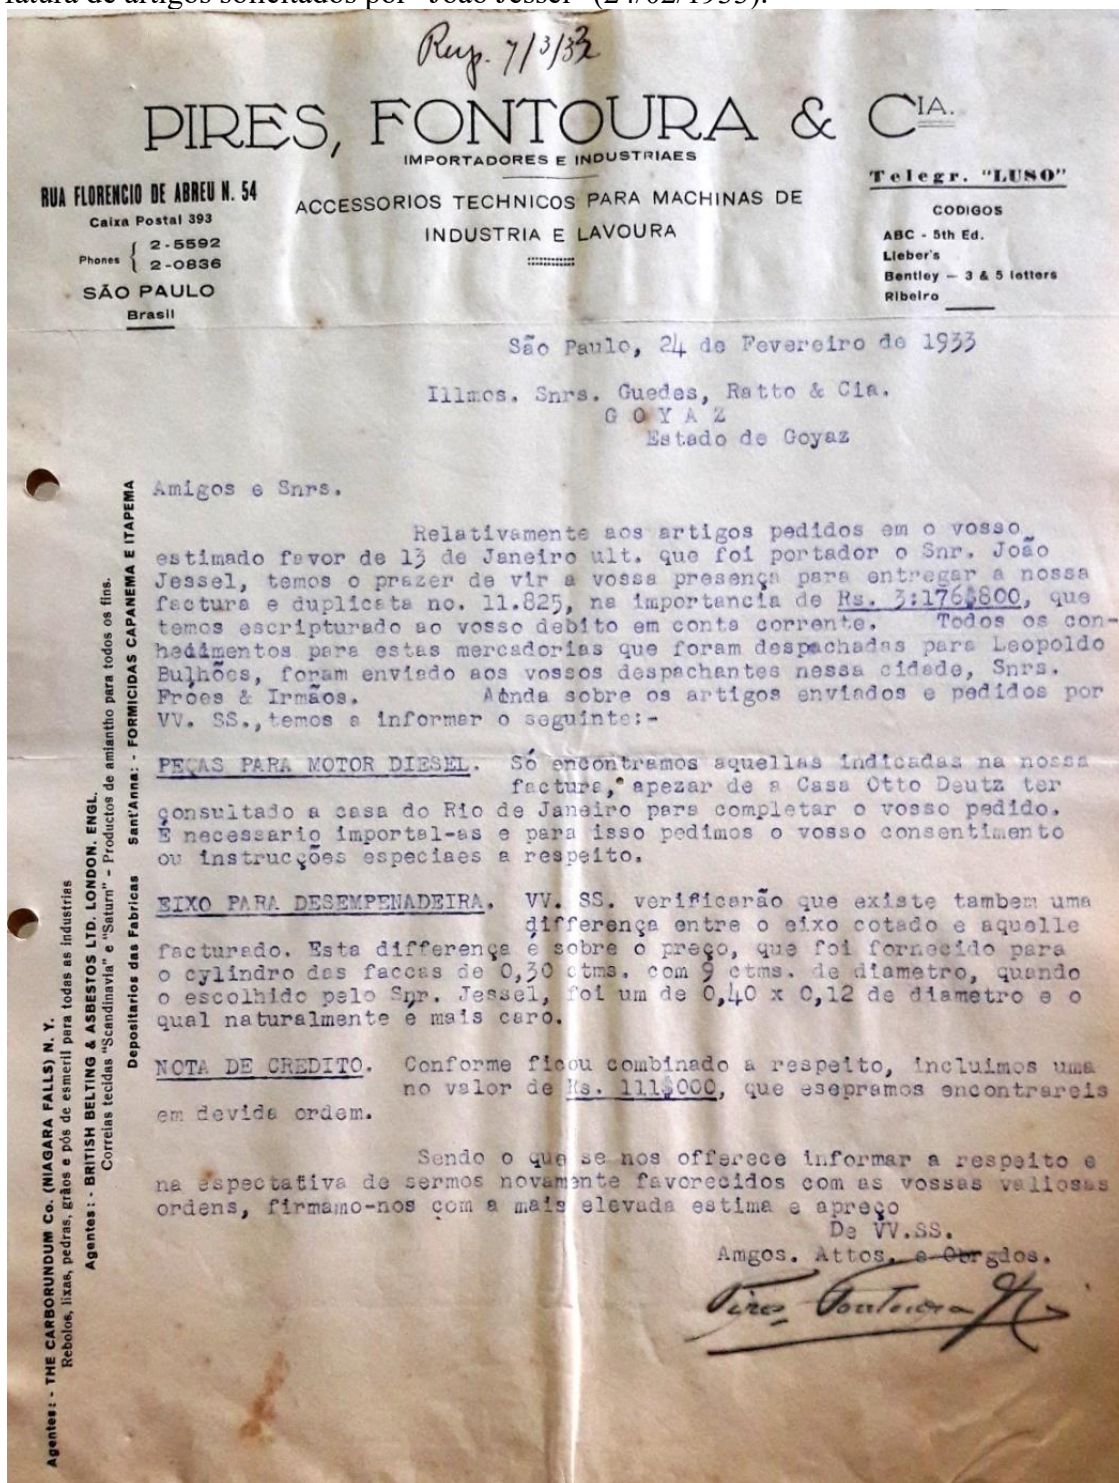 fatura de artigos solicitados por "João Jessel" (24/02/1933).
Resp. 7/3/33
PIRES, FONTOURA & CIA.
IMPORTADORES E INDUSTRIAES
ACCESSORIOS TECHNICOS PARA MACHINAS DE
INDUSTRIA E LAVOURA
RUA FLORENCIO DE ABREU N. 54
Caixa Postal 393
Phones { 2-5592
2-0836
SÃO PAULO
Brasil
Telegr. "LUSO"
CODIGOS
ABC - 5th Ed.
Lieber's
Bentley — 3 & 5 letters
Ribeiro
São Paulo, 24 de Fevereiro de 1933
Illmos. Snrs. Guedes, Ratto & Cia.
G O Y A Z
Estado de Goyaz
Amigos e Snrs.
Relativamente aos artigos pedidos em o vosso
estimado favor de 13 de Janeiro ult. que foi portador o Snr. João
Jessel, temos o prazer de vir a vossa presença para entregar a nossa
factura e duplicata no. 11.825, na importancia de Rs. 3:176$800, que
temos escripturado ao vosso debito em conta corrente. Todos os con-
hedimentos para estas mercadorias que foram despachadas para Leopoldo
Bulhões, foram enviado aos vossos despachantes nessa cidade, Snrs.
Froes & Irmãos. Ainda sobre os artigos enviados e pedidos por
VV. SS., temos a informar o seguinte:-
PEÇAS PARA MOTOR DIESEL. Só encontramos aquellas indicadas na nossa
factura, apezar de a Casa Otto Deutz ter
consultado a casa do Rio de Janeiro para completar o vosso pedido.
É necessario importal-as e para isso pedimos o vosso consentimento
ou instrucções especiaes a respeito.
EIXO PARA DESEMPENADEIRA. VV. SS. verificarão que existe tambem uma
differença entre o eixo cotado e aquelle
facturado. Esta differença é sobre o preço, que foi fornecido para
o cylindro das faccas de 0,30 ctms. com 9 ctms. de diametro, quando
o escolhido pelo Snr. Jessel, foi um de 0,40 x 0,12 de diametro e o
qual naturalmente é mais caro.
NOTA DE CREDITO. Conforme ficou combinado a respeito, incluimos uma
no valor de Rs. 111$000, que esepramos encontrareis
em devida ordem.
Sendo o que se nos offerece informar a respeito e
na espectativa de sermos novamente favorecidos com as vossas valiosas
ordens, firmamo-nos com a mais elevada estima e apreço
De VV.SS.
Amgos. Attos. e Obrgdos.
Pires Fontoura
Agentes: - THE CARBORUNDUM Co. (NIAGARA FALLS) N. Y.
Rebolos, lixas, pedras, grãos e pós de esmeril para todas as industrias
Agentes: - BRITISH BELTING & ASBESTOS LTD. LONDON. ENGL.
Correias tecidas "Scandinavia" e "Saturn" - Productos de amiantho para todos os fins.
Depositarios das Fabricas Sant'Anna: - FORMICIDAS CAPANEMA E ITAPEMA